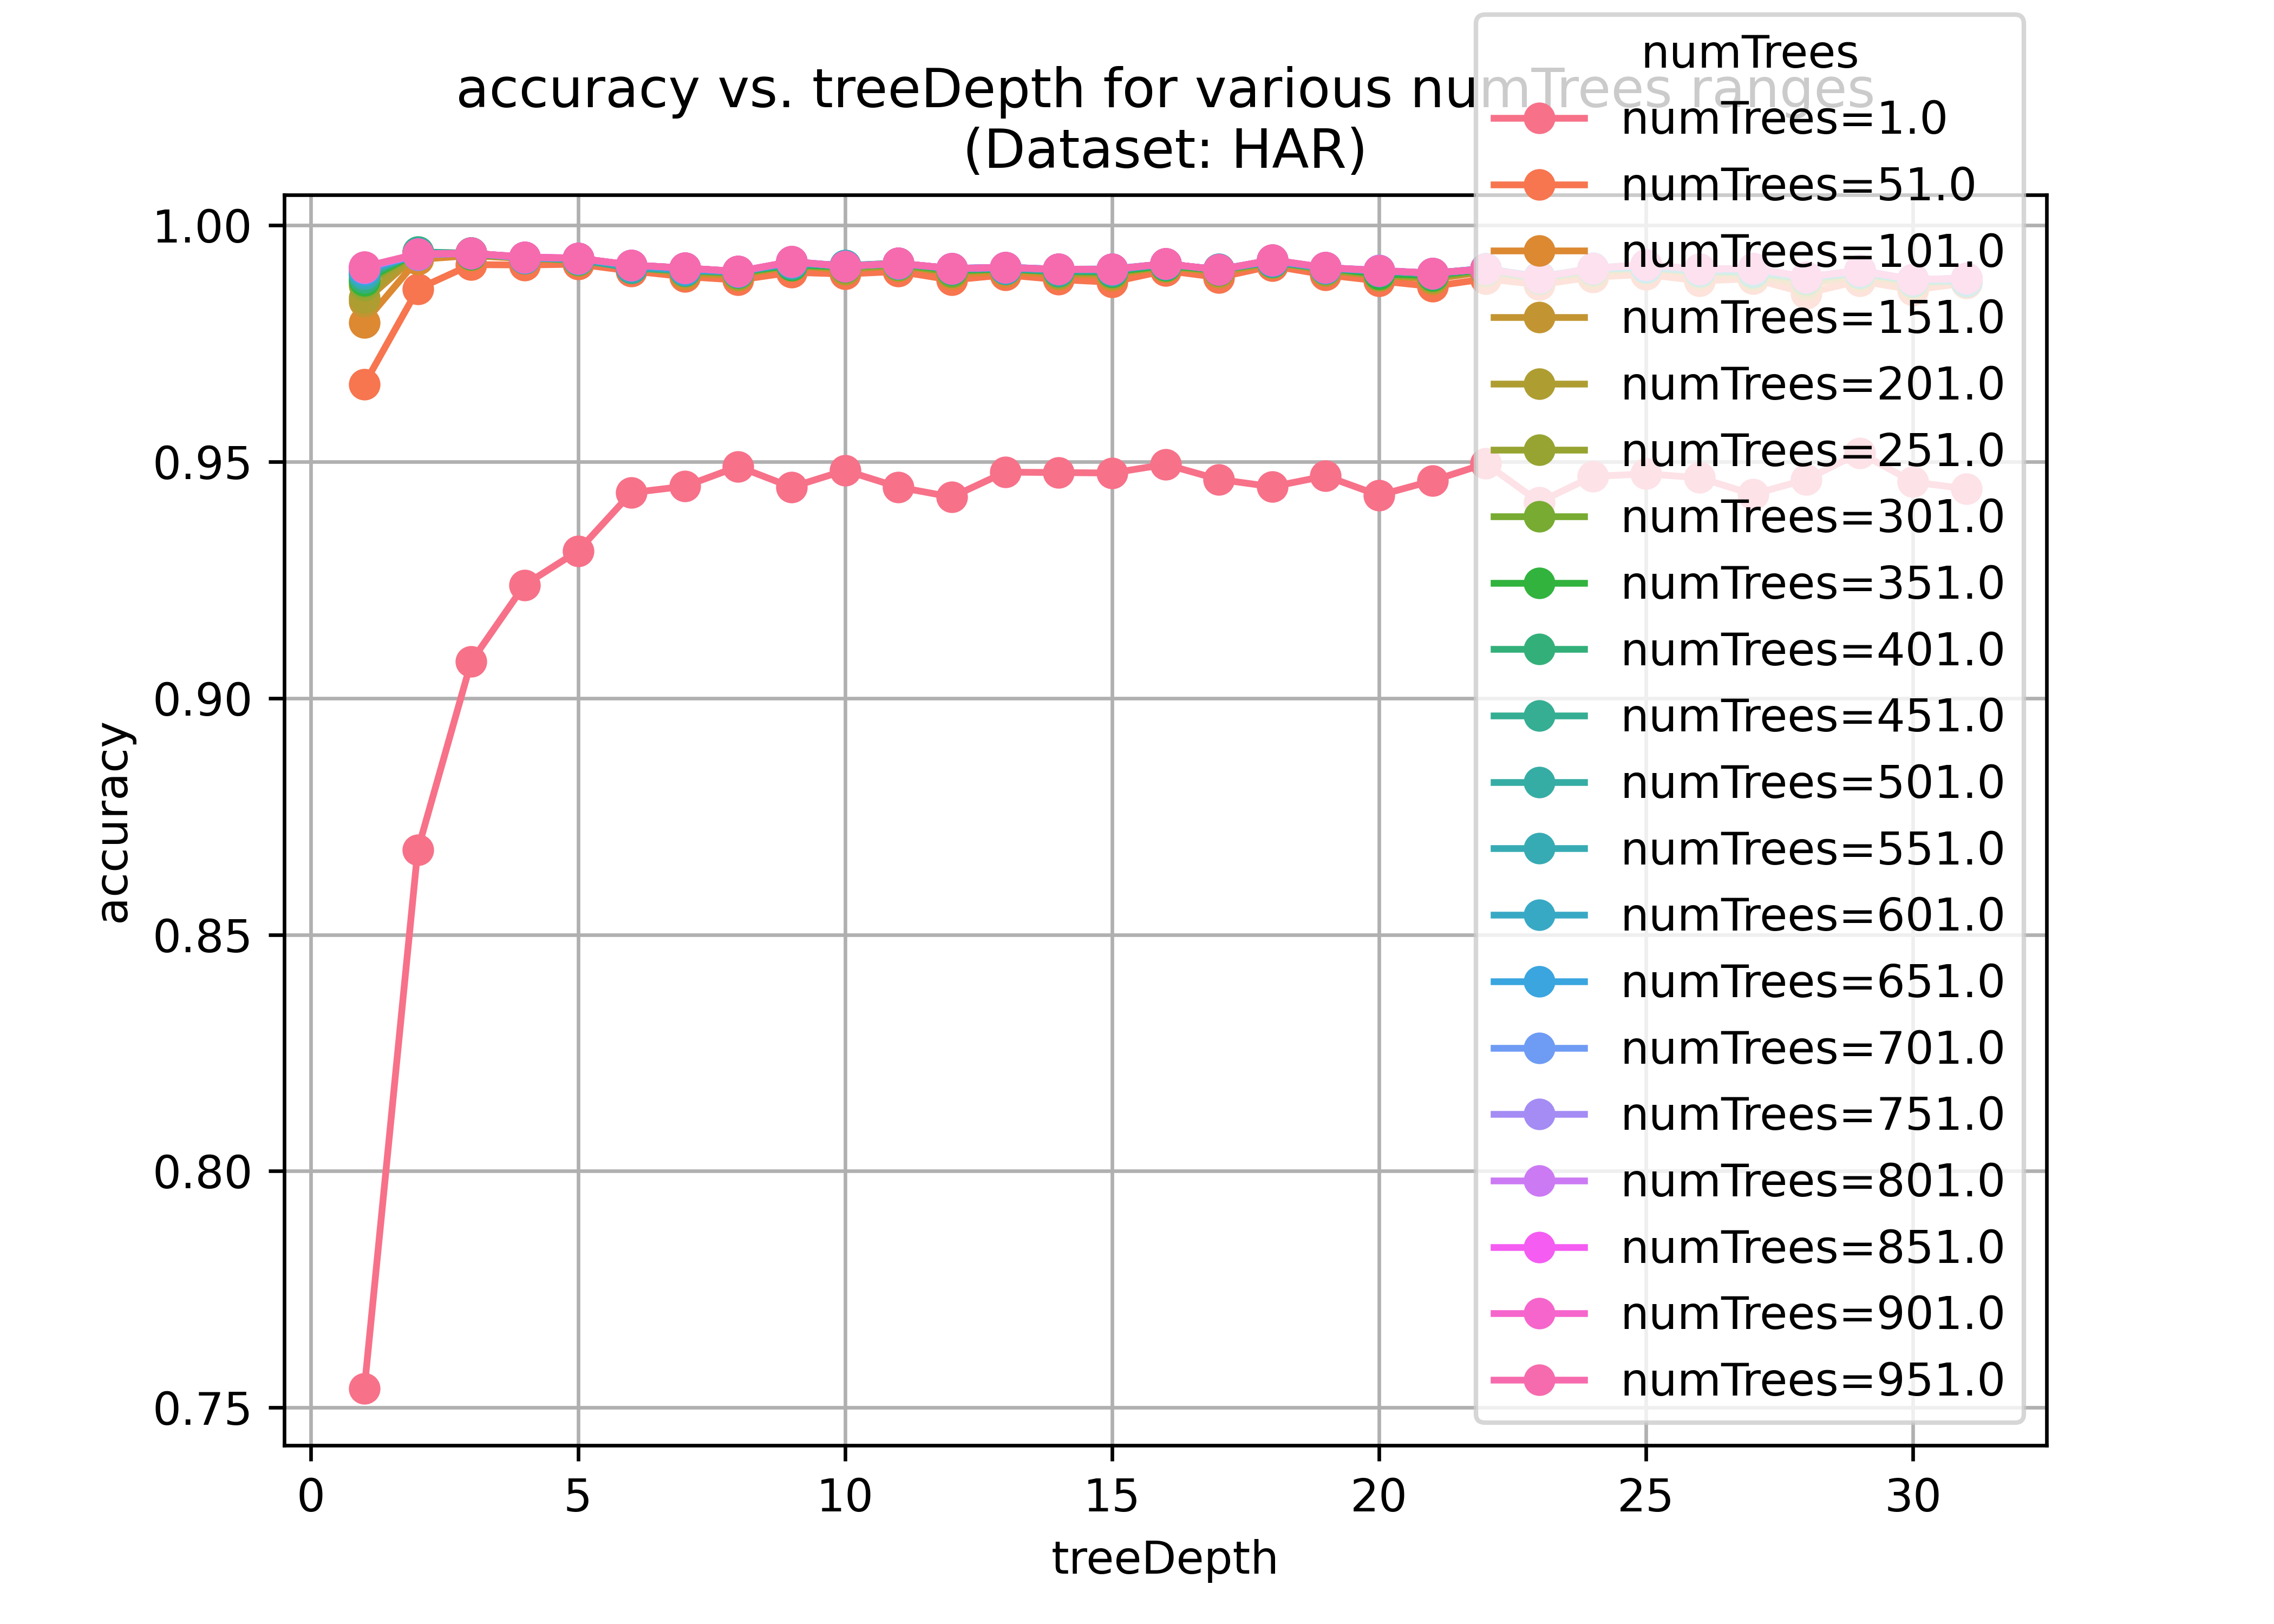 accuracy vs. treeDepth for various numTrees ranges
(Dataset: HAR)
numTrees
numTrees=1.0
numTrees=51.0
numTrees=101.0
numTrees=151.0
numTrees=201.0
numTrees=251.0
numTrees=301.0
numTrees=351.0
numTrees=401.0
numTrees=451.0
numTrees=501.0
numTrees=551.0
numTrees=601.0
numTrees=651.0
numTrees=701.0
numTrees=751.0
numTrees=801.0
numTrees=851.0
numTrees=901.0
numTrees=951.0
1.00
0.95
0.90
0.85
0.80
0.75
accuracy
0 5 10 15 20 25 30
treeDepth